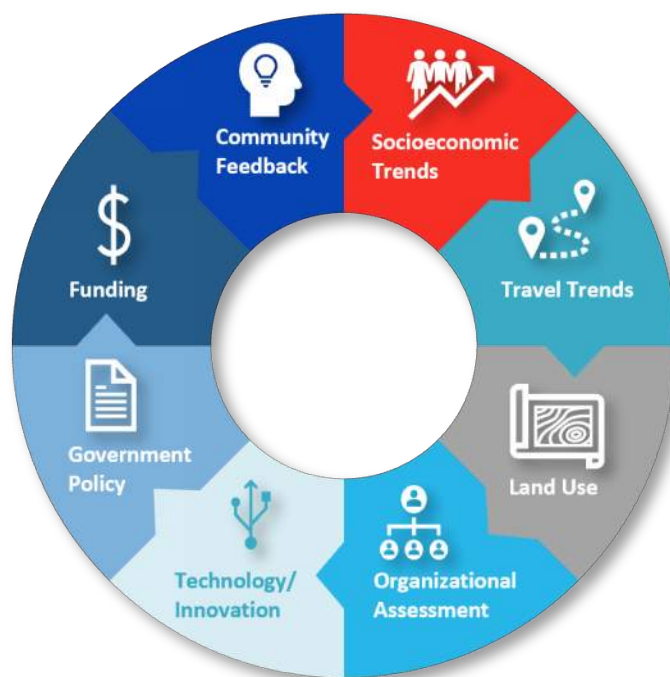 Community
Feedback
Socioeconomic
Trends
Travel Trends
Land Use
Organizational
Assessment
Technology/
Innovation
Government
Policy
Funding
$